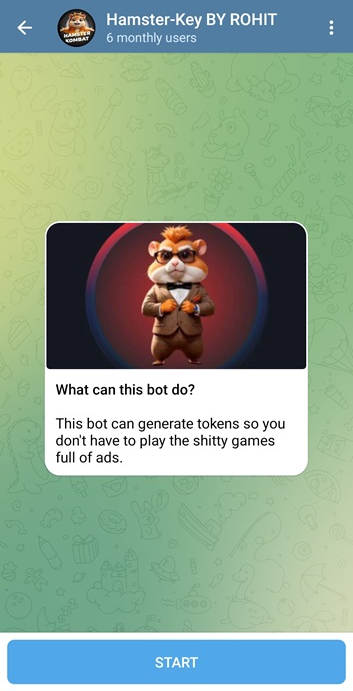 Hamster-Key BY ROHIT
6 monthly users
HAMSTER
KOMBAT
What can this bot do?
This bot can generate tokens so you
don't have to play the shitty games
full of ads.
START